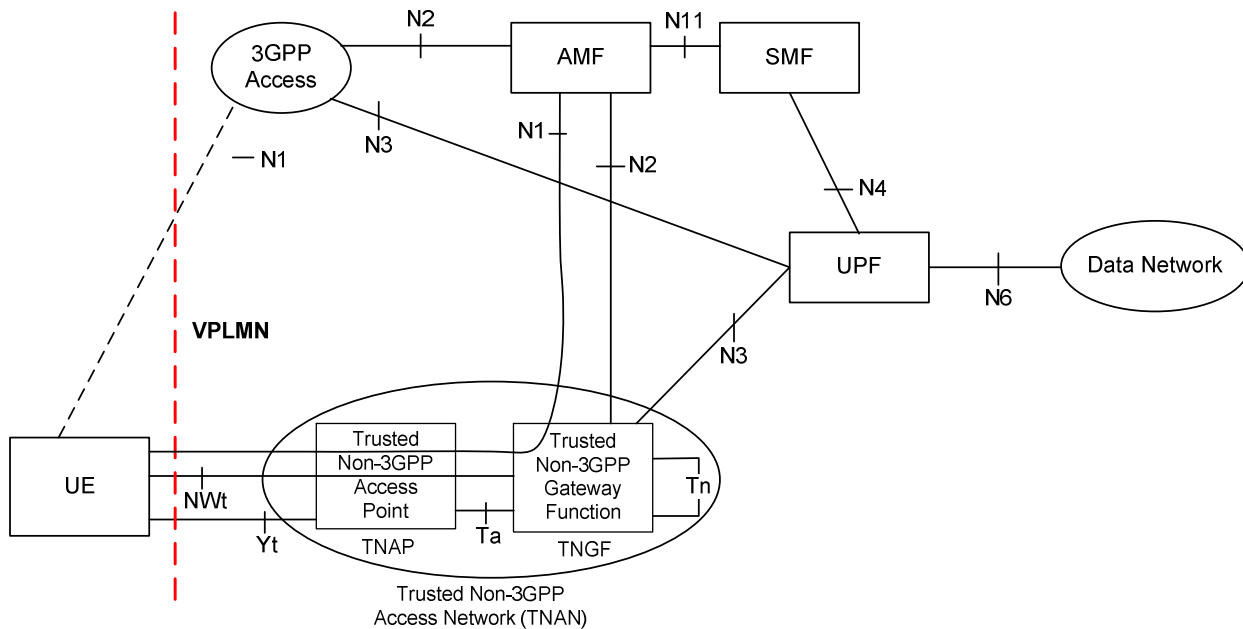 N2
N11
3GPP
Access
AMF
SMF
N1
N3
N1
N2
N4
UPF
Data Network
N6
VPLMN
N3
Trusted
Non-3GPP
Access
Point
Trusted
Non-3GPP
Gateway
Function
UE
NWt
Tn
Yt
Ta
TNAP
TNGF
Trusted Non-3GPP
Access Network (TNAN)